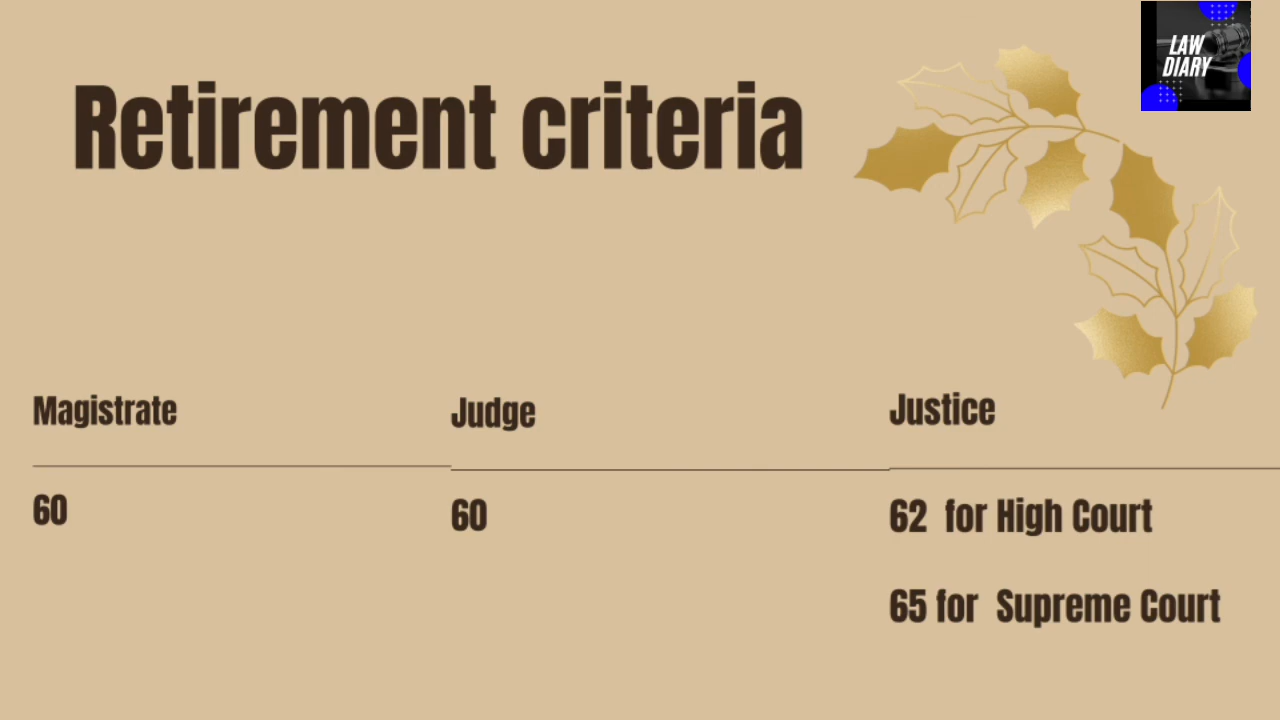 LAW
DIARY
Retirement criteria
Magistrate
Judge
Justice
60
60
62 for High Court
65 for Supreme Court